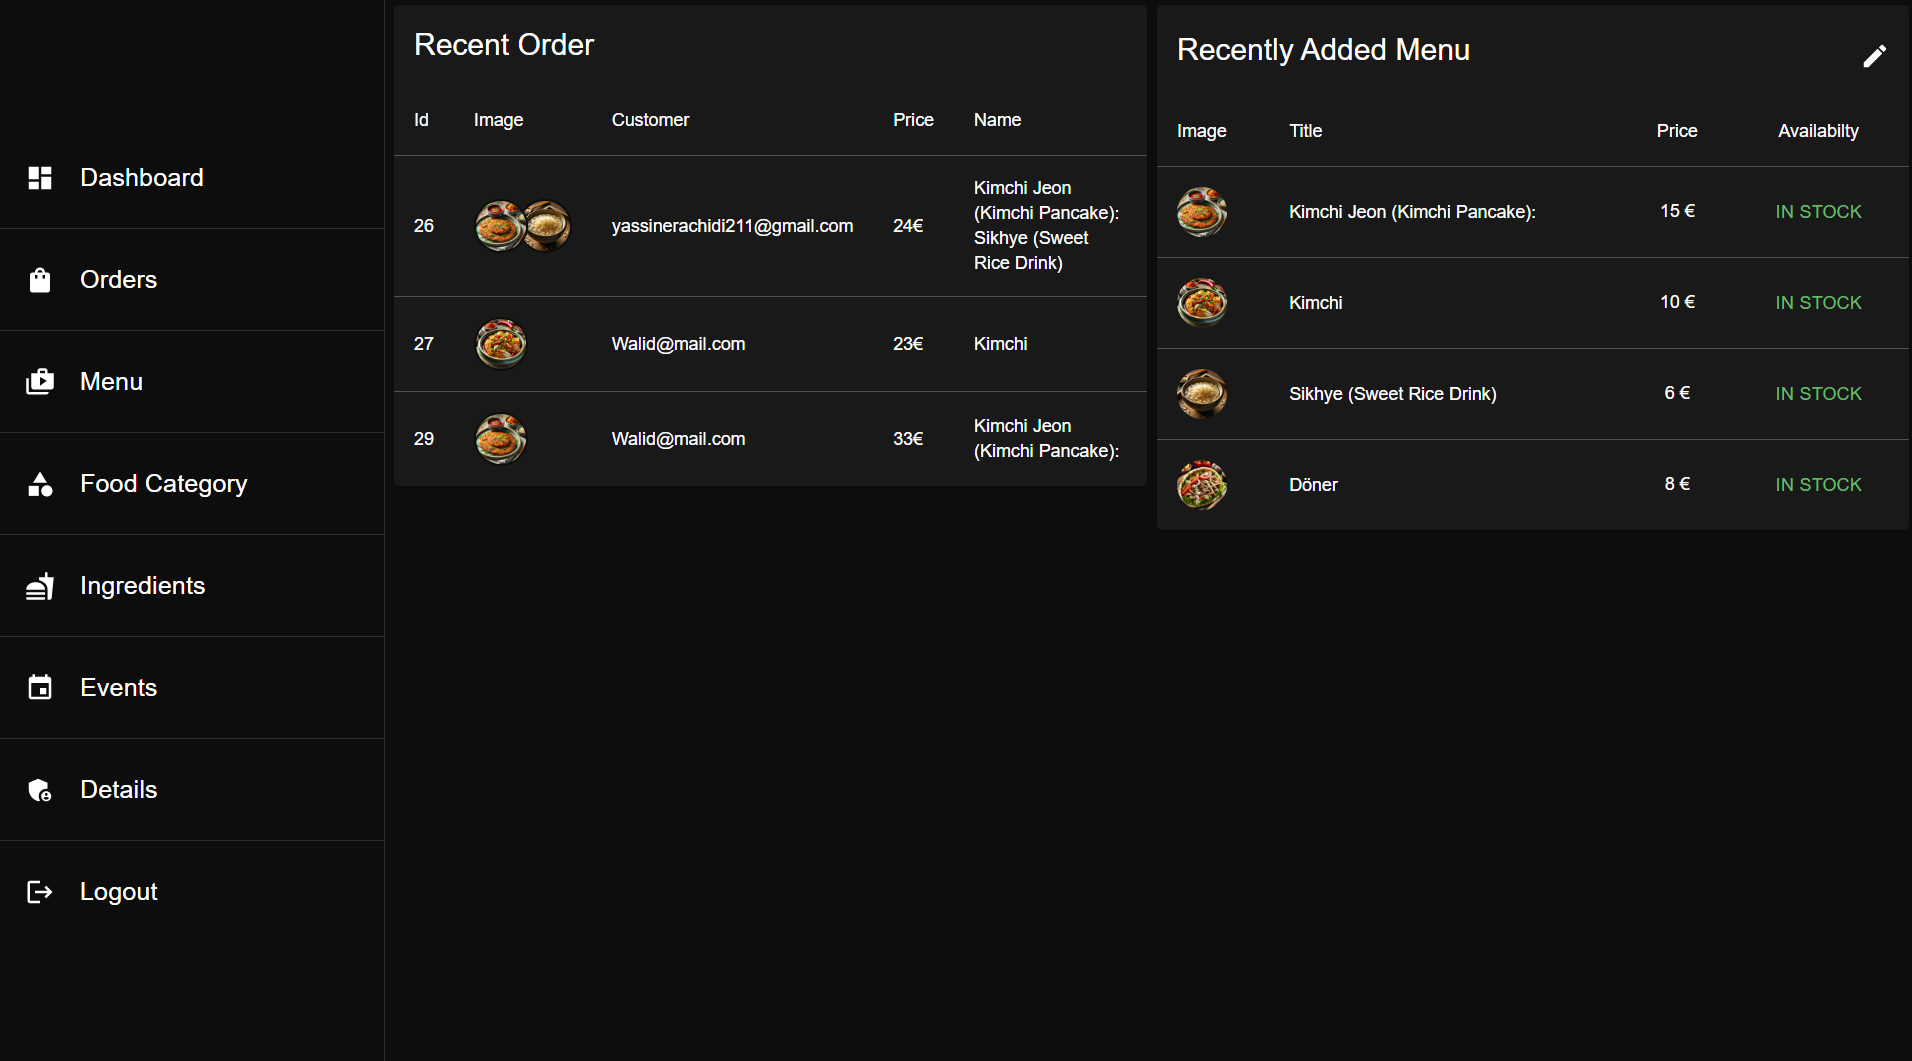 Dashboard
Orders
Menu
Food Category
Ingredients
Events
Details
Logout
Recent Order
Id Image Customer Price Name
26 yassinerachidi211@gmail.com 24€ Kimchi Jeon
(Kimchi Pancake):
Sikhye (Sweet
Rice Drink)
27 Walid@mail.com 23€ Kimchi
29 Walid@mail.com 33€ Kimchi Jeon
(Kimchi Pancake):
Recently Added Menu
Image Title Price Availabilty
Kimchi Jeon (Kimchi Pancake): 15 € IN STOCK
Kimchi 10 € IN STOCK
Sikhye (Sweet Rice Drink) 6 € IN STOCK
Döner 8 € IN STOCK